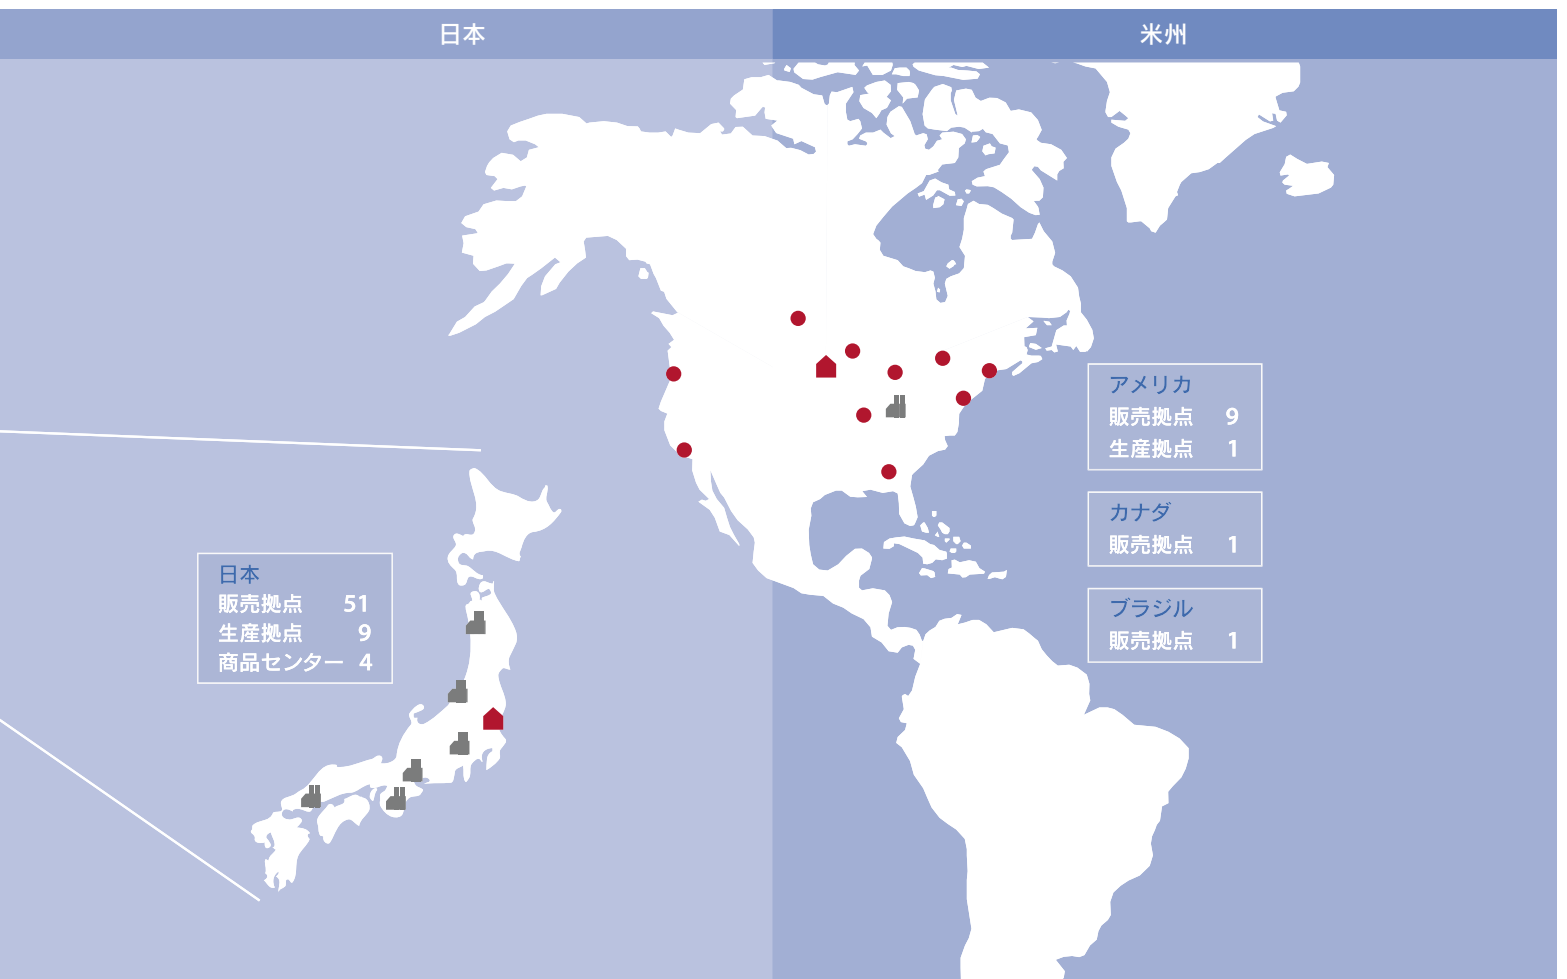 日本
米州
アメリカ
販売拠点 9
生産拠点 1
カナダ
販売拠点 1
日本
販売拠点 51
生産拠点 9
商品センター 4
ブラジル
販売拠点 1